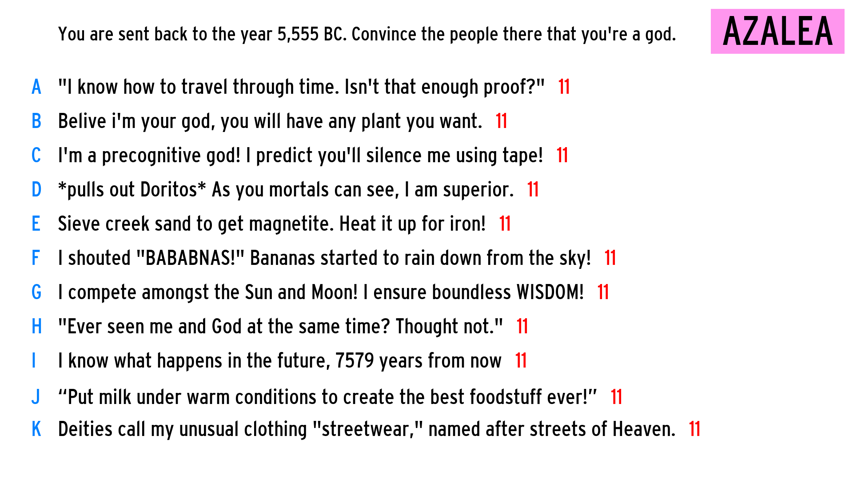 You are sent back to the year 5,555 BC. Convince the people there that you're a god.
AZALEA
A "I know how to travel through time. Isn't that enough proof?" 11
B Belive i'm your god, you will have any plant you want. 11
C I'm a precognitive god! I predict you'll silence me using tape! 11
D *pulls out Doritos* As you mortals can see, I am superior. 11
E Sieve creek sand to get magnetite. Heat it up for iron! 11
F I shouted "BABABNAS!" Bananas started to rain down from the sky! 11
G I compete amongst the Sun and Moon! I ensure boundless WISDOM! 11
H "Ever seen me and God at the same time? Thought not." 11
I I know what happens in the future, 7579 years from now 11
J “Put milk under warm conditions to create the best foodstuff ever!” 11
K Deities call my unusual clothing "streetwear," named after streets of Heaven. 11